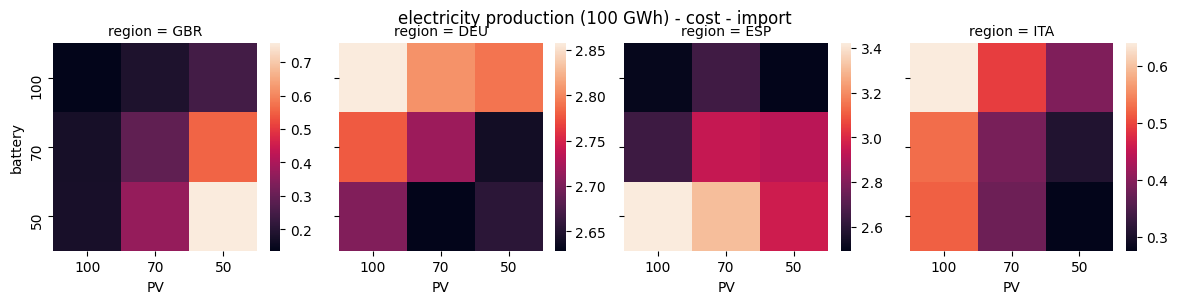 electricity production (100 GWh) - cost - import
region = GBR
region = DEU
region = ESP
region = ITA
battery
100
70
50
0.7
0.6
0.5
0.4
0.3
0.2
2.85
2.80
2.75
2.70
2.65
3.4
3.2
3.0
2.8
2.6
0.6
0.5
0.4
0.3
100 70 50
100 70 50
100 70 50
100 70 50
PV
PV
PV
PV